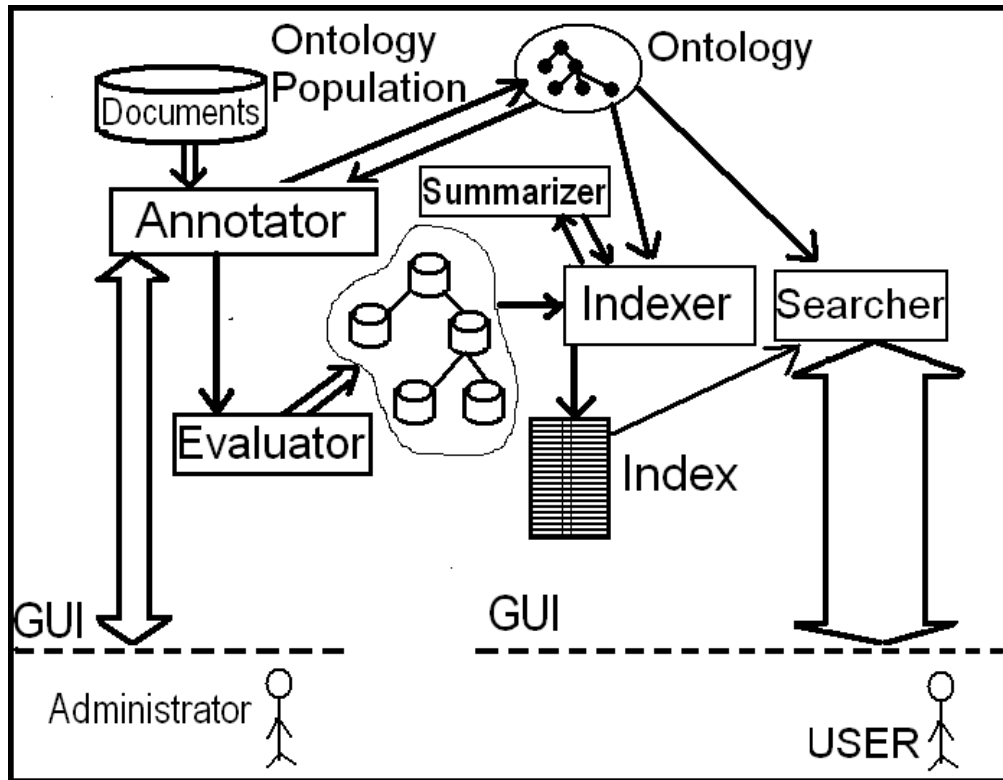 Ontology
Population
Ontology
Documents
Summarizer
Annotator
Indexer
Searcher
Evaluator
Index
GUI
GUI
Administrator
USER